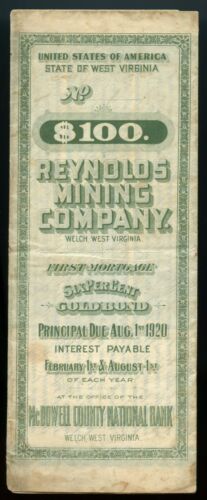 UNITED STATES OF AMERICA
STATE OF WEST VIRGINIA
No
$100.
REYNOLDS
MINING
COMPANY.
WELCH, WEST VIRGINIA
FIRST MORTGAGE
SIX PER CENT
GOLD BOND
PRINCIPAL DUE AUG. 1ST 1920
INTEREST PAYABLE
FEBRUARY 1ST & AUGUST 1ST
OF EACH YEAR
AT THE OFFICE OF THE
MCDOWELL COUNTY NATIONAL BANK
WELCH, WEST VIRGINIA